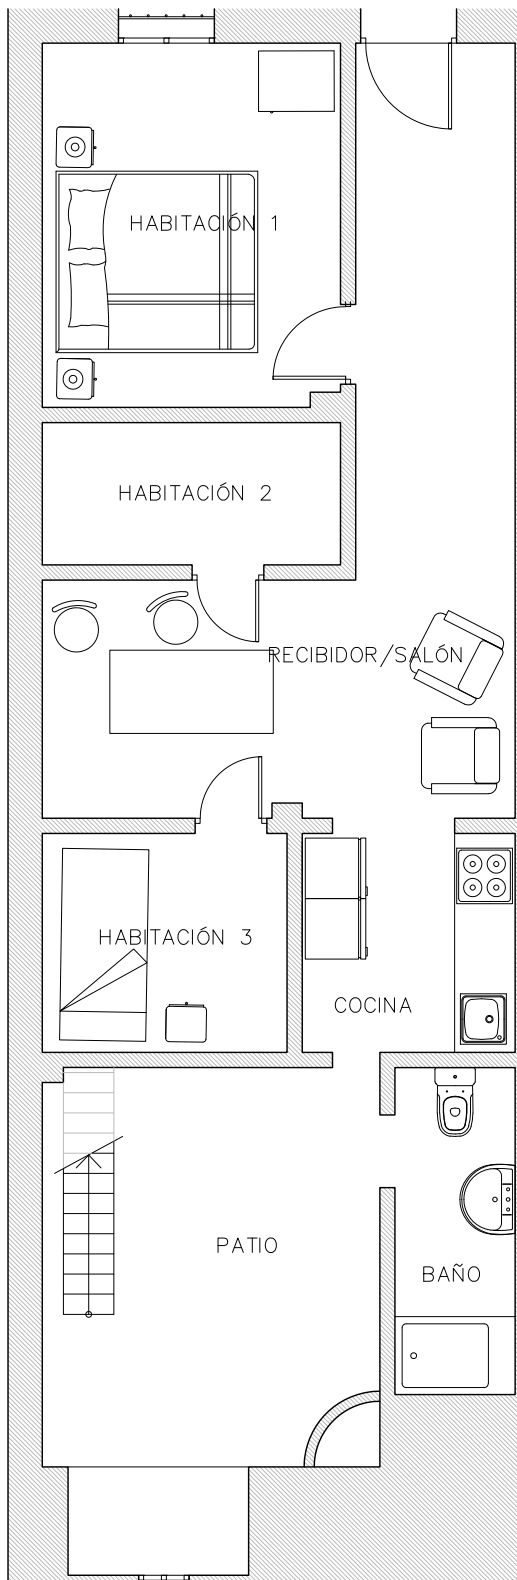 HABITACIÓN 1
HABITACIÓN 2
RECIBIDOR/SALÓN
HABITACIÓN 3
COCINA
PATIO
BAÑO